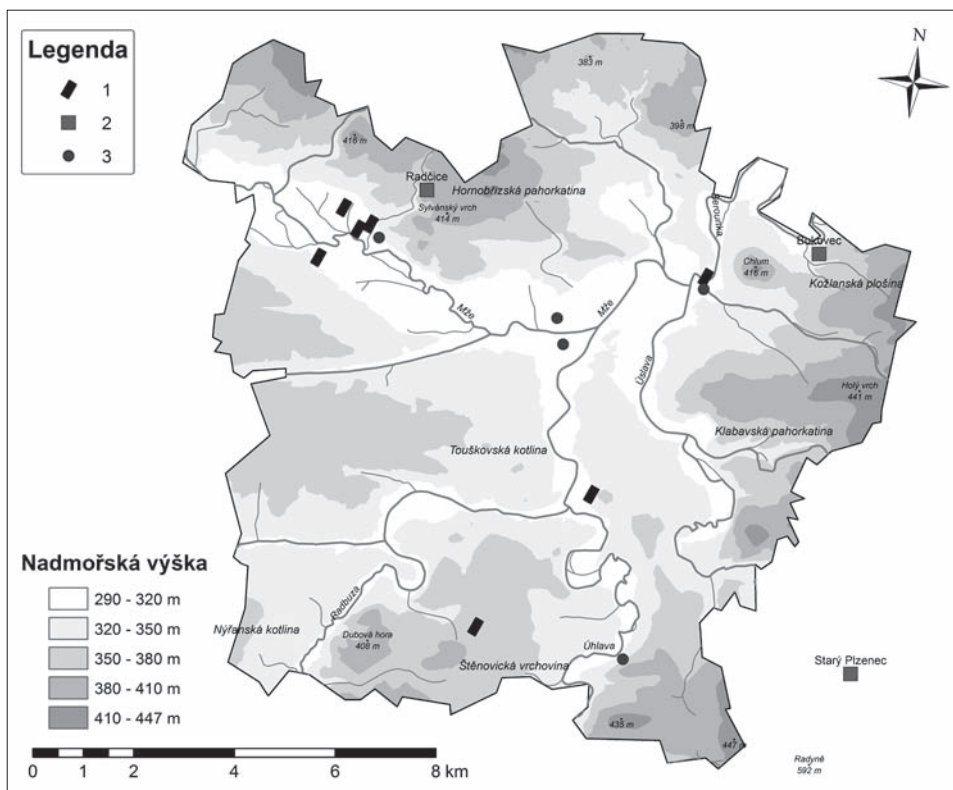 Legenda
1
2
3
N
383 m
398 m
416 m
Radčice
Hornobřízská pahorkatina
Sylvánský vrch
414 m
Berounka
Bukovec
Chlum
416 m
Kožlanská plošina
Mže
Mže
Úslava
Holý vrch
441 m
Klabavská pahorkatina
Touškovská kotlina
Nadmořská výška
290 - 320 m
320 - 350 m
350 - 380 m
380 - 410 m
410 - 447 m
Radbuza
Nýřanská kotlina
Dubová hora
408 m
Štěnovická vrchovina
Úhlava
Starý Plzenec
435 m
447 m
Radyně
592 m
0 1 2 4 6 8 km